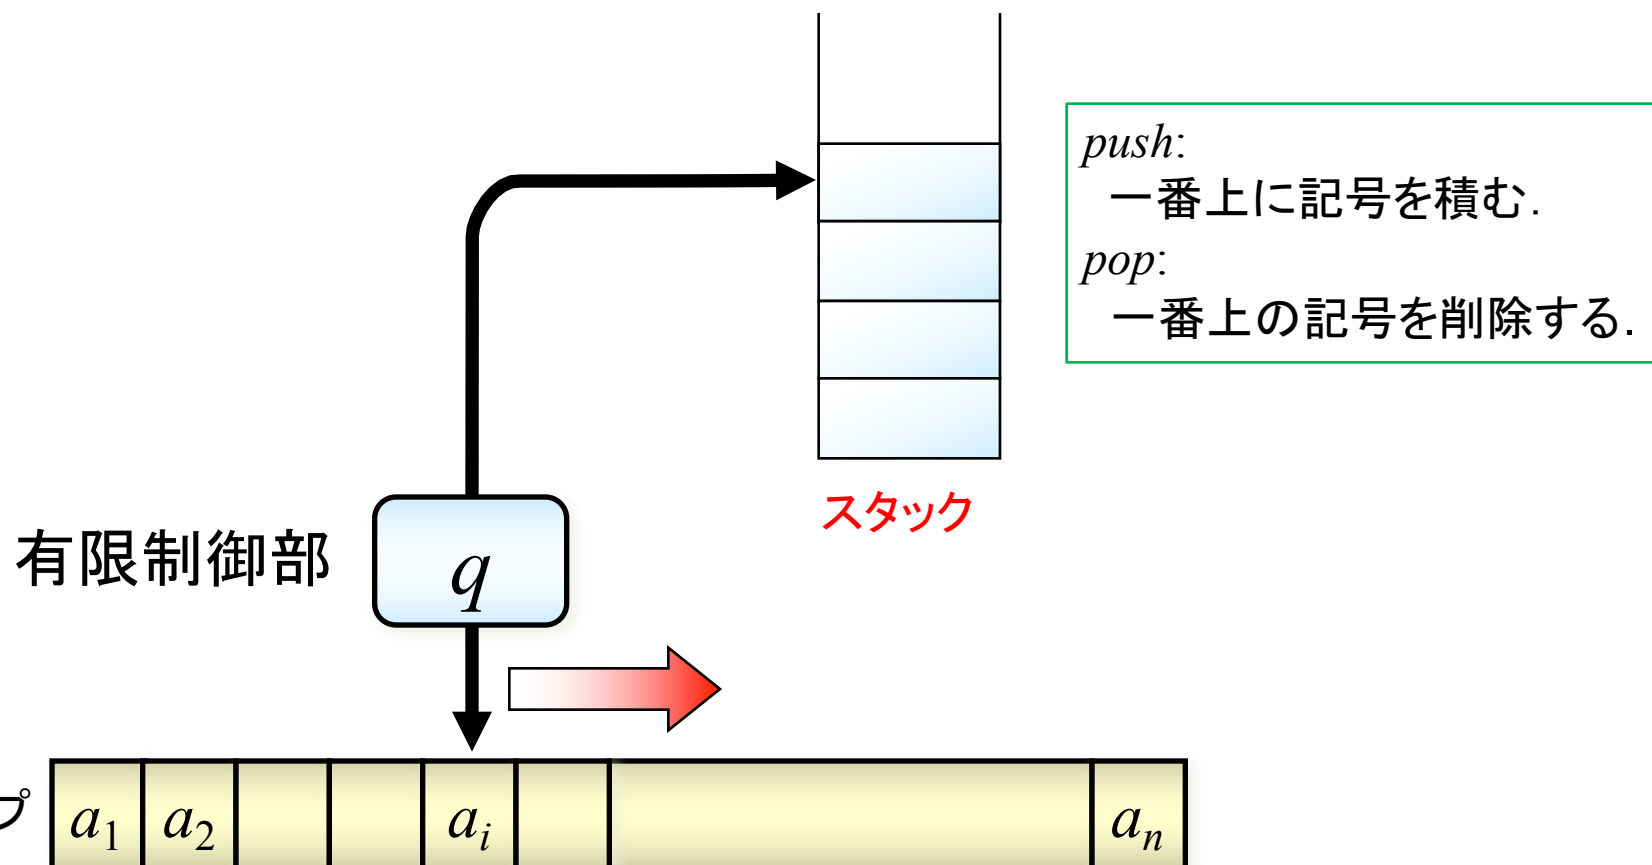 push:
一番上に記号を積む.
pop:
一番上の記号を削除する.
スタック
有限制御部
q
プ
a1 a2 ai an